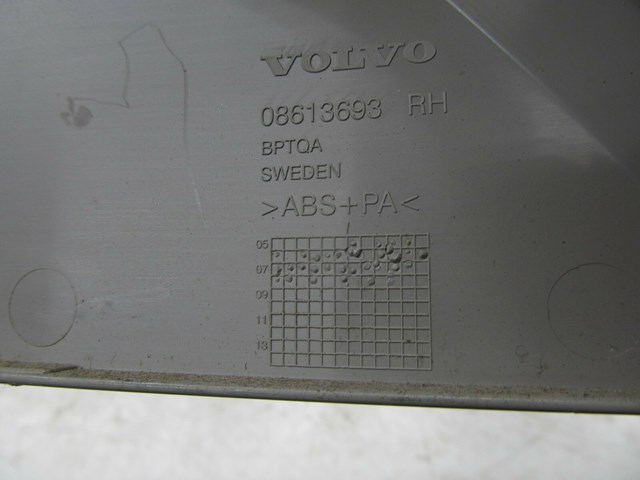 VOLVO
08613693 RH
BPTQA
SWEDEN
>ABS+PA<
05
07
09
11
13